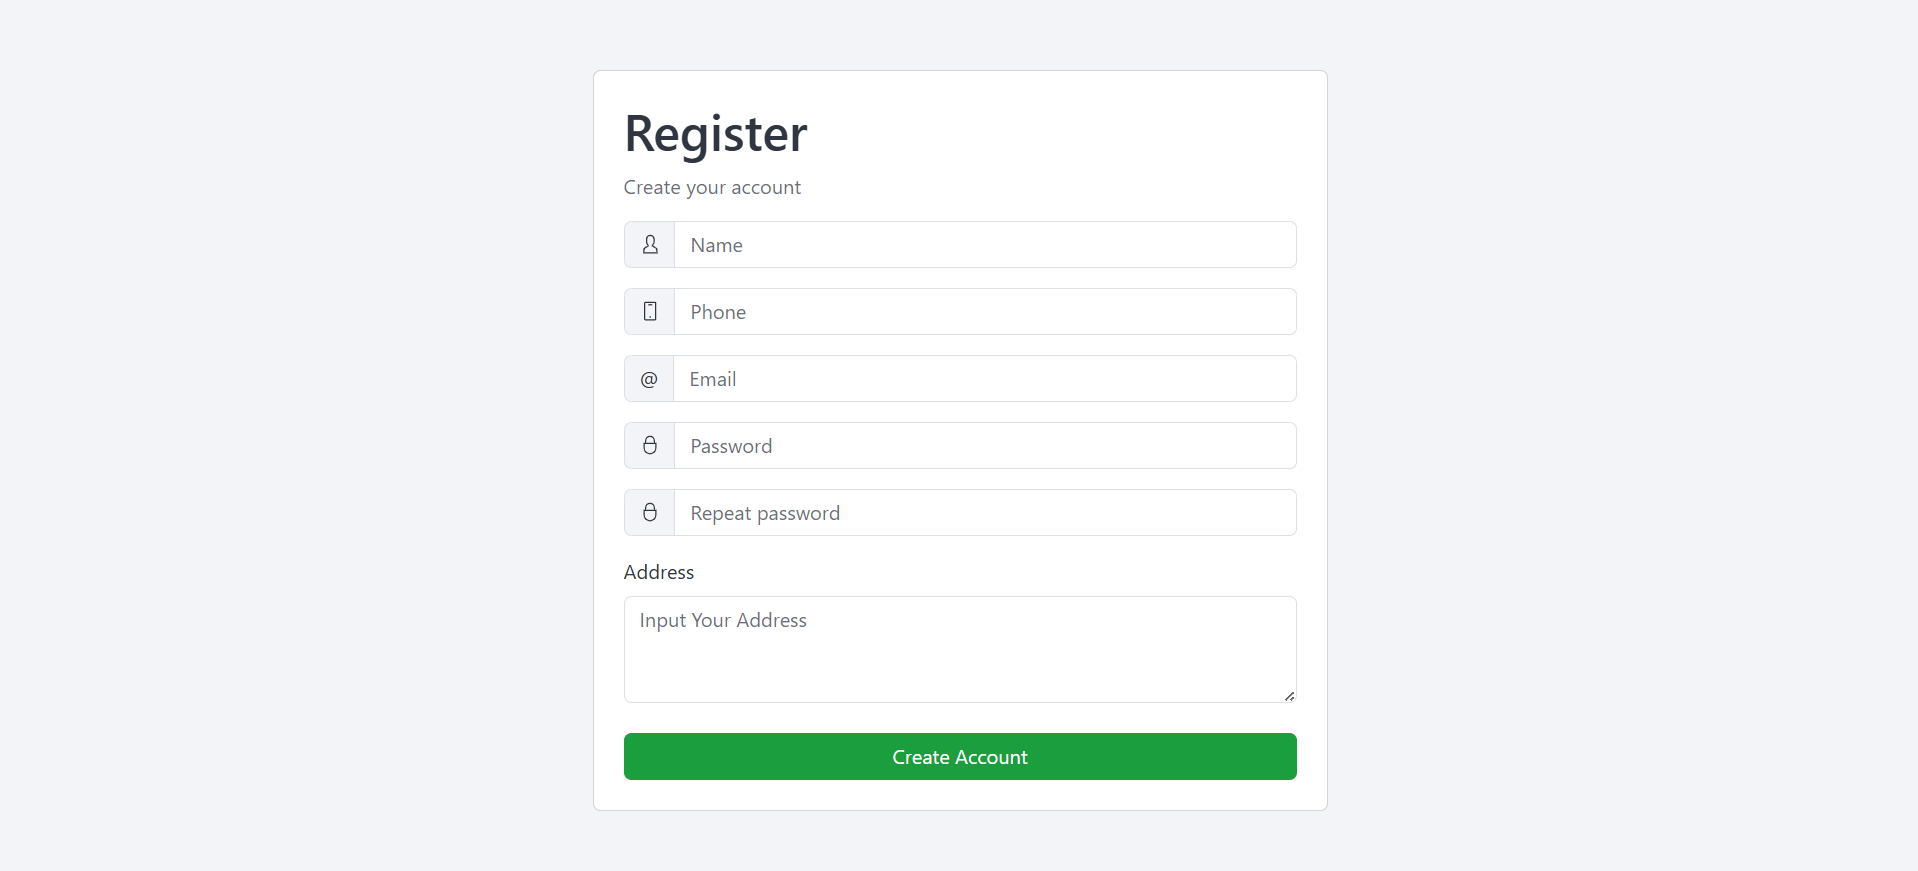 Register
Create your account
Name
Phone
@ Email
Password
Repeat password
Address
Input Your Address
Create Account